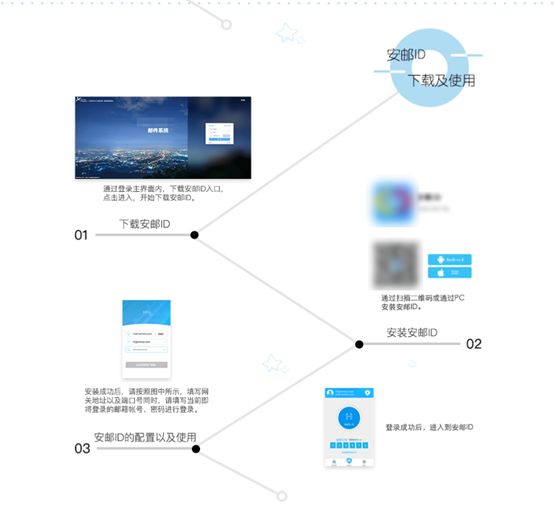 安邮ID
下载及使用
邮件系统
通过登录主界面内，下载安邮ID入口，
点击进入，开始下载安邮ID。
01
下载安邮ID
Android
通过扫描二维码或通过PC
安装安邮ID。
安装安邮ID
02
安装成功后，请按照图中所示，填写网
关地址以及端口号同时，请填写当前即
将登录的邮箱帐号、密码进行登录。
03
安邮ID的配置以及使用
登录成功后，进入到安邮ID